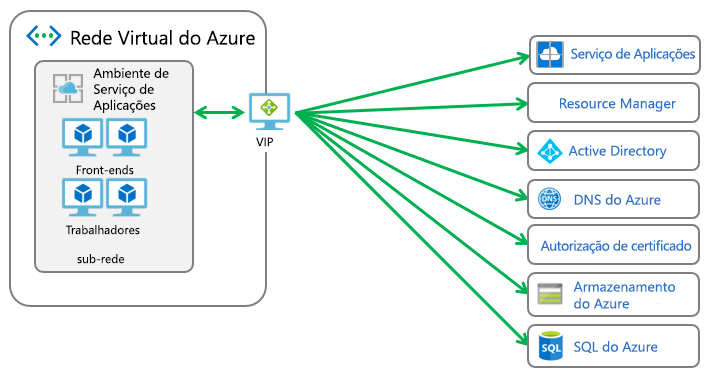 Rede Virtual do Azure
Ambiente de
Serviço de
Aplicações
Front-ends
Trabalhadores
sub-rede
VIP
Serviço de Aplicações
Resource Manager
Active Directory
DNS
DNS do Azure
Autorização de certificado
Armazenamento
do Azure
SQL
SQL do Azure